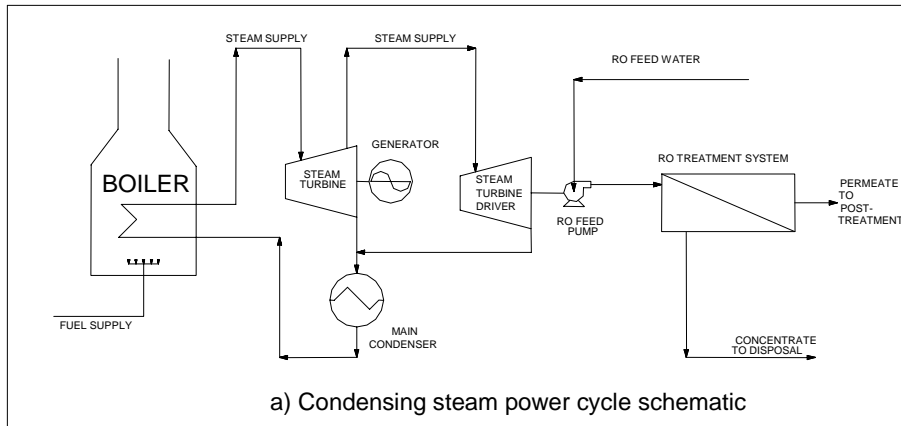 STEAM SUPPLY
STEAM SUPPLY
RO FEED WATER
GENERATOR
RO TREATMENT SYSTEM
BOILER
STEAM
TURBINE
STEAM
TURBINE
DRIVER
PERMEATE
TO
POST-
TREATMENT
RO FEED
PUMP
FUEL SUPPLY
MAIN
CONDENSER
CONCENTRATE
TO DISPOSAL
a) Condensing steam power cycle schematic